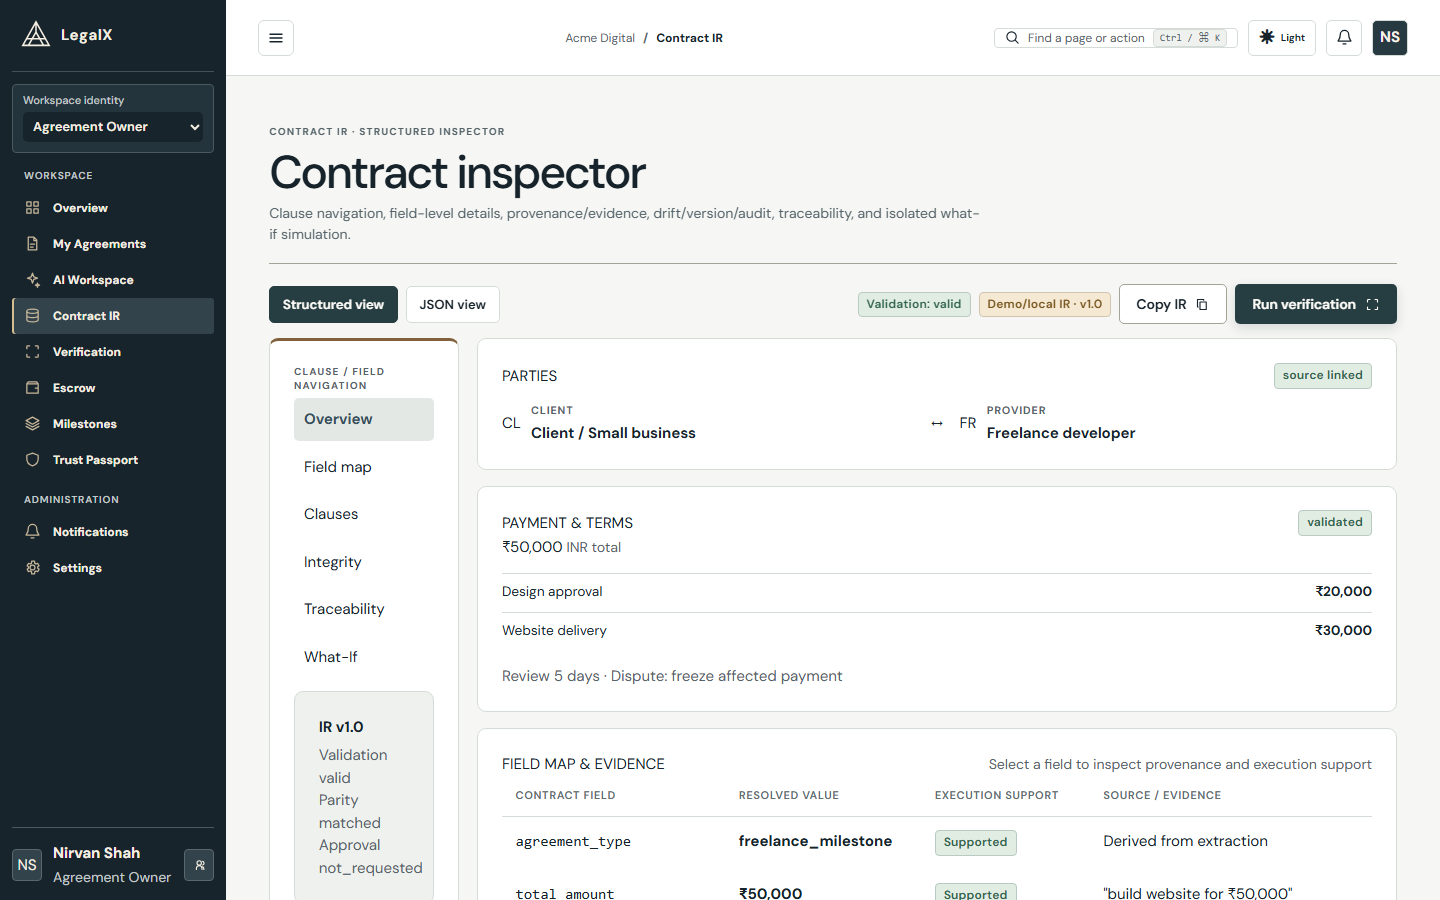 LegalX
Workspace identity
Agreement Owner
WORKSPACE
Overview
My Agreements
AI Workspace
Contract IR
Verification
Escrow
Milestones
Trust Passport
ADMINISTRATION
Notifications
Settings
NS
Nirvan Shah
Agreement Owner
Acme Digital / Contract IR
Find a page or action Ctrl / ⌘ K
Light
NS
CONTRACT IR · STRUCTURED INSPECTOR
Contract inspector
Clause navigation, field-level details, provenance/evidence, drift/version/audit, traceability, and isolated what-
if simulation.
Structured view
JSON view
Validation: valid
Demo/local IR · v1.0
Copy IR
Run verification
CLAUSE / FIELD
NAVIGATION
Overview
Field map
Clauses
Integrity
Traceability
What-If
IR v1.0
Validation
valid
Parity
matched
Approval
not_requested
PARTIES
source linked
CL
CLIENT
Client / Small business
↔
FR
PROVIDER
Freelance developer
PAYMENT & TERMS
validated
₹50,000 INR total
Design approval ₹20,000
Website delivery ₹30,000
Review 5 days · Dispute: freeze affected payment
FIELD MAP & EVIDENCE
Select a field to inspect provenance and execution support
CONTRACT FIELD RESOLVED VALUE EXECUTION SUPPORT SOURCE / EVIDENCE
agreement_type freelance_milestone Supported Derived from extraction
total_amount ₹50,000 Supported "build website for ₹50,000"